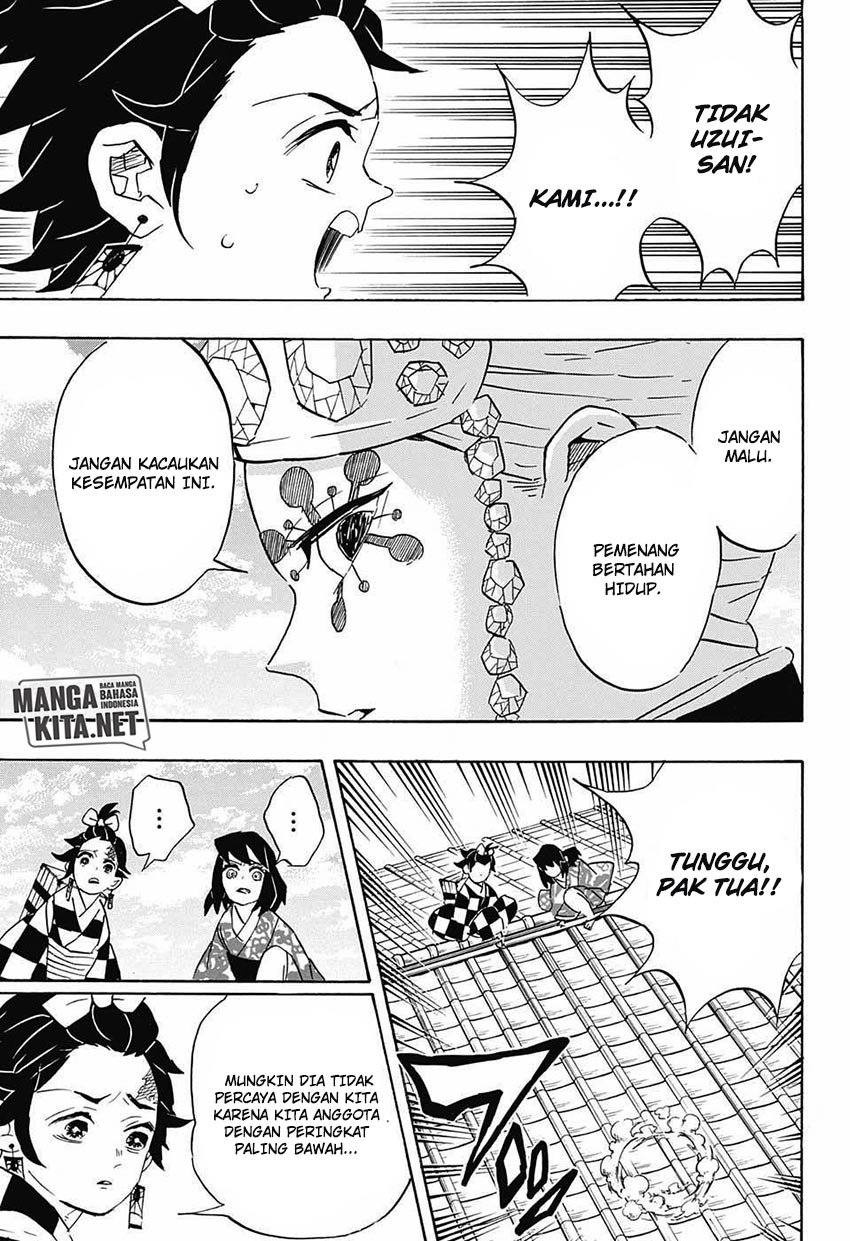 TIDAK
UZUI-
SAN!
KAMI...!!
JANGAN
MALU.
PEMENANG
BERTAHAN
HIDUP.
JANGAN KACAUKAN
KESEMPATAN INI.
MANGA
KITA.NET
BACA MANGA
BAHASA
INDONESIA
TUNGGU,
PAK TUA!!
...
...
MUNGKIN DIA TIDAK
PERCAYA DENGAN KITA
KARENA KITA ANGGOTA
DENGAN PERINGKAT
PALING BAWAH...